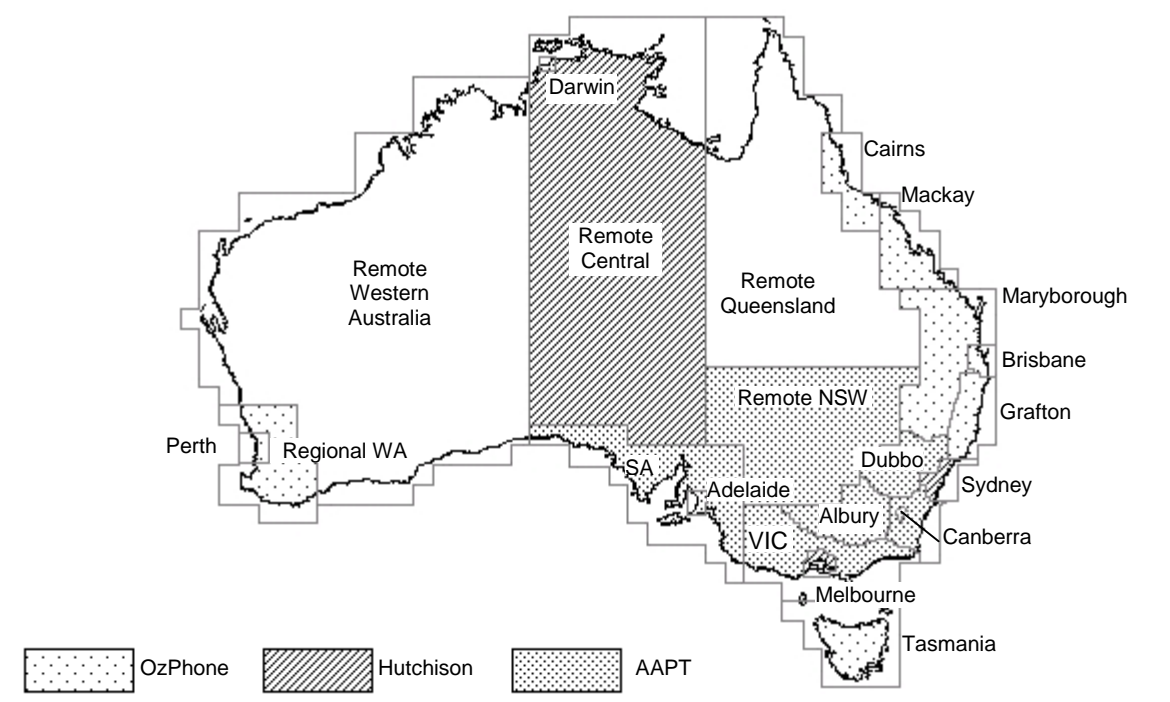 Darwin
Cairns
Mackay
Remote
Central
Remote
Western
Australia
Remote
Queensland
Maryborough
Brisbane
Remote NSW
Grafton
Perth
Regional WA
Dubbo
SA
Adelaide
Sydney
Albury
Canberra
VIC
Melbourne
Tasmania
OzPhone
Hutchison
AAPT